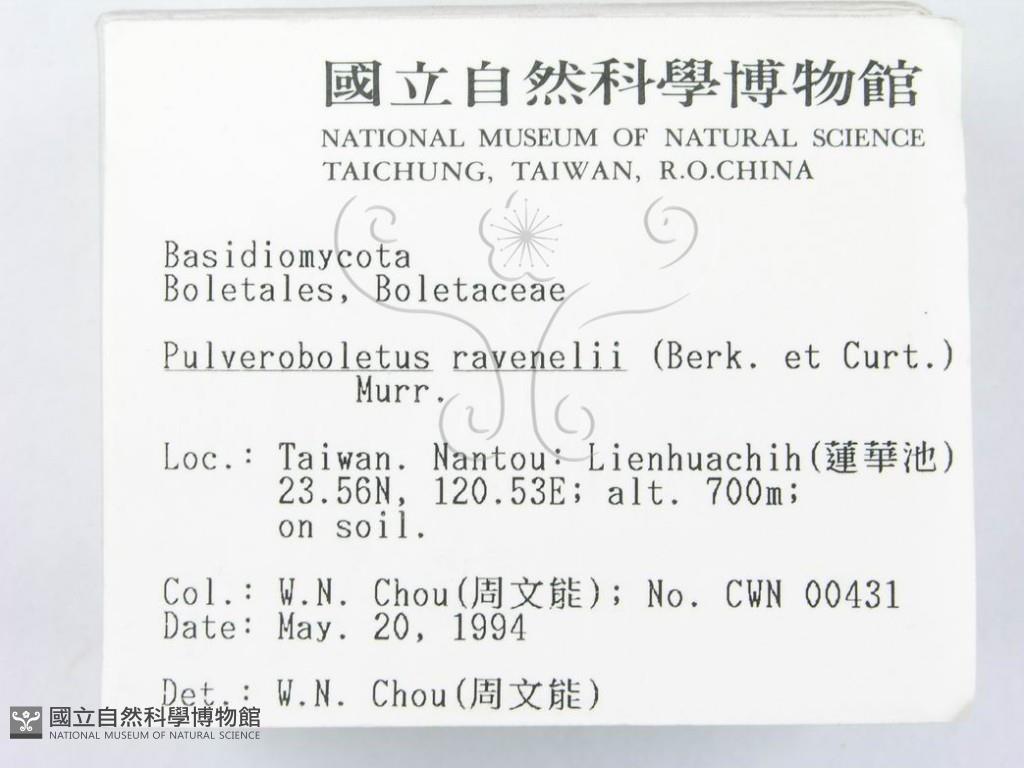 國立自然科學博物館
NATIONAL MUSEUM OF NATURAL SCIENCE
TAICHUNG, TAIWAN, R.O.CHINA
Basidiomycota
Boletales, Boletaceae
Pulveroboletus ravenelii (Berk. et Curt.)
Murr.
Loc.: Taiwan. Nantou: Lienhuachih(蓮華池)
23.56N, 120.53E; alt. 700m;
on soil.
Col.: W.N. Chou(周文能); No. CWN 00431
Date: May. 20, 1994
Det.: W.N. Chou(周文能)
國立自然科學博物館
NATIONAL MUSEUM OF NATURAL SCIENCE